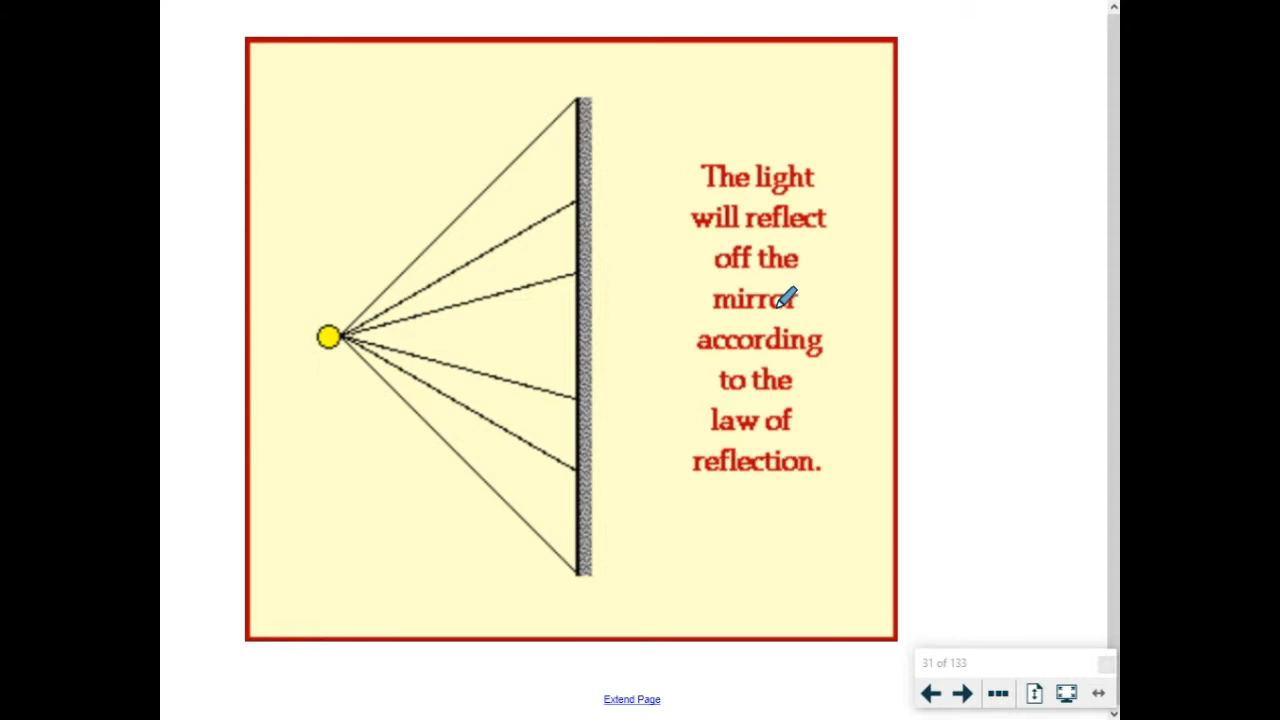 The light
will reflect
off the
mirror
according
to the
law of
reflection.
31 of 133
Extend Page